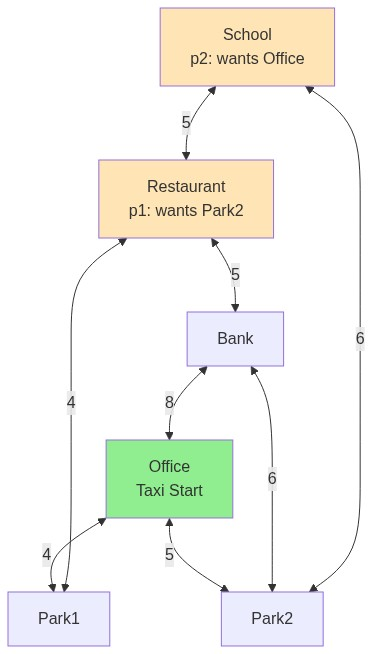 School
p2: wants Office
5
Restaurant
p1: wants Park2
5
Bank
6
4
8
6
Office
Taxi Start
4
5
Park1
Park2